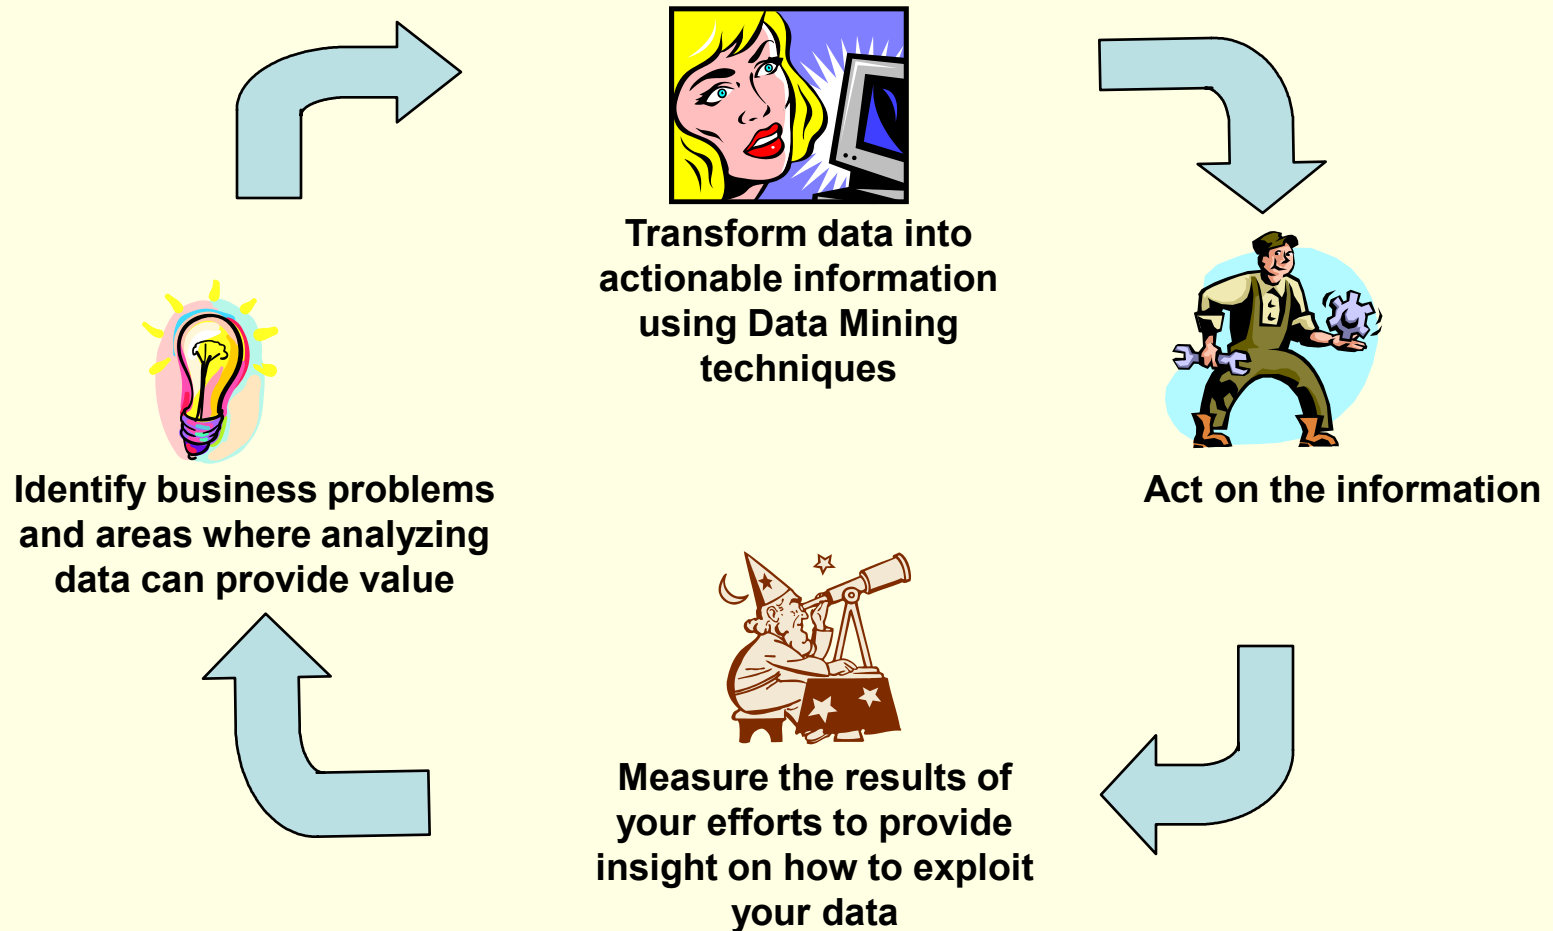 Transform data into
actionable information
using Data Mining
techniques
Identify business problems
and areas where analyzing
data can provide value
Act on the information
Measure the results of
your efforts to provide
insight on how to exploit
your data